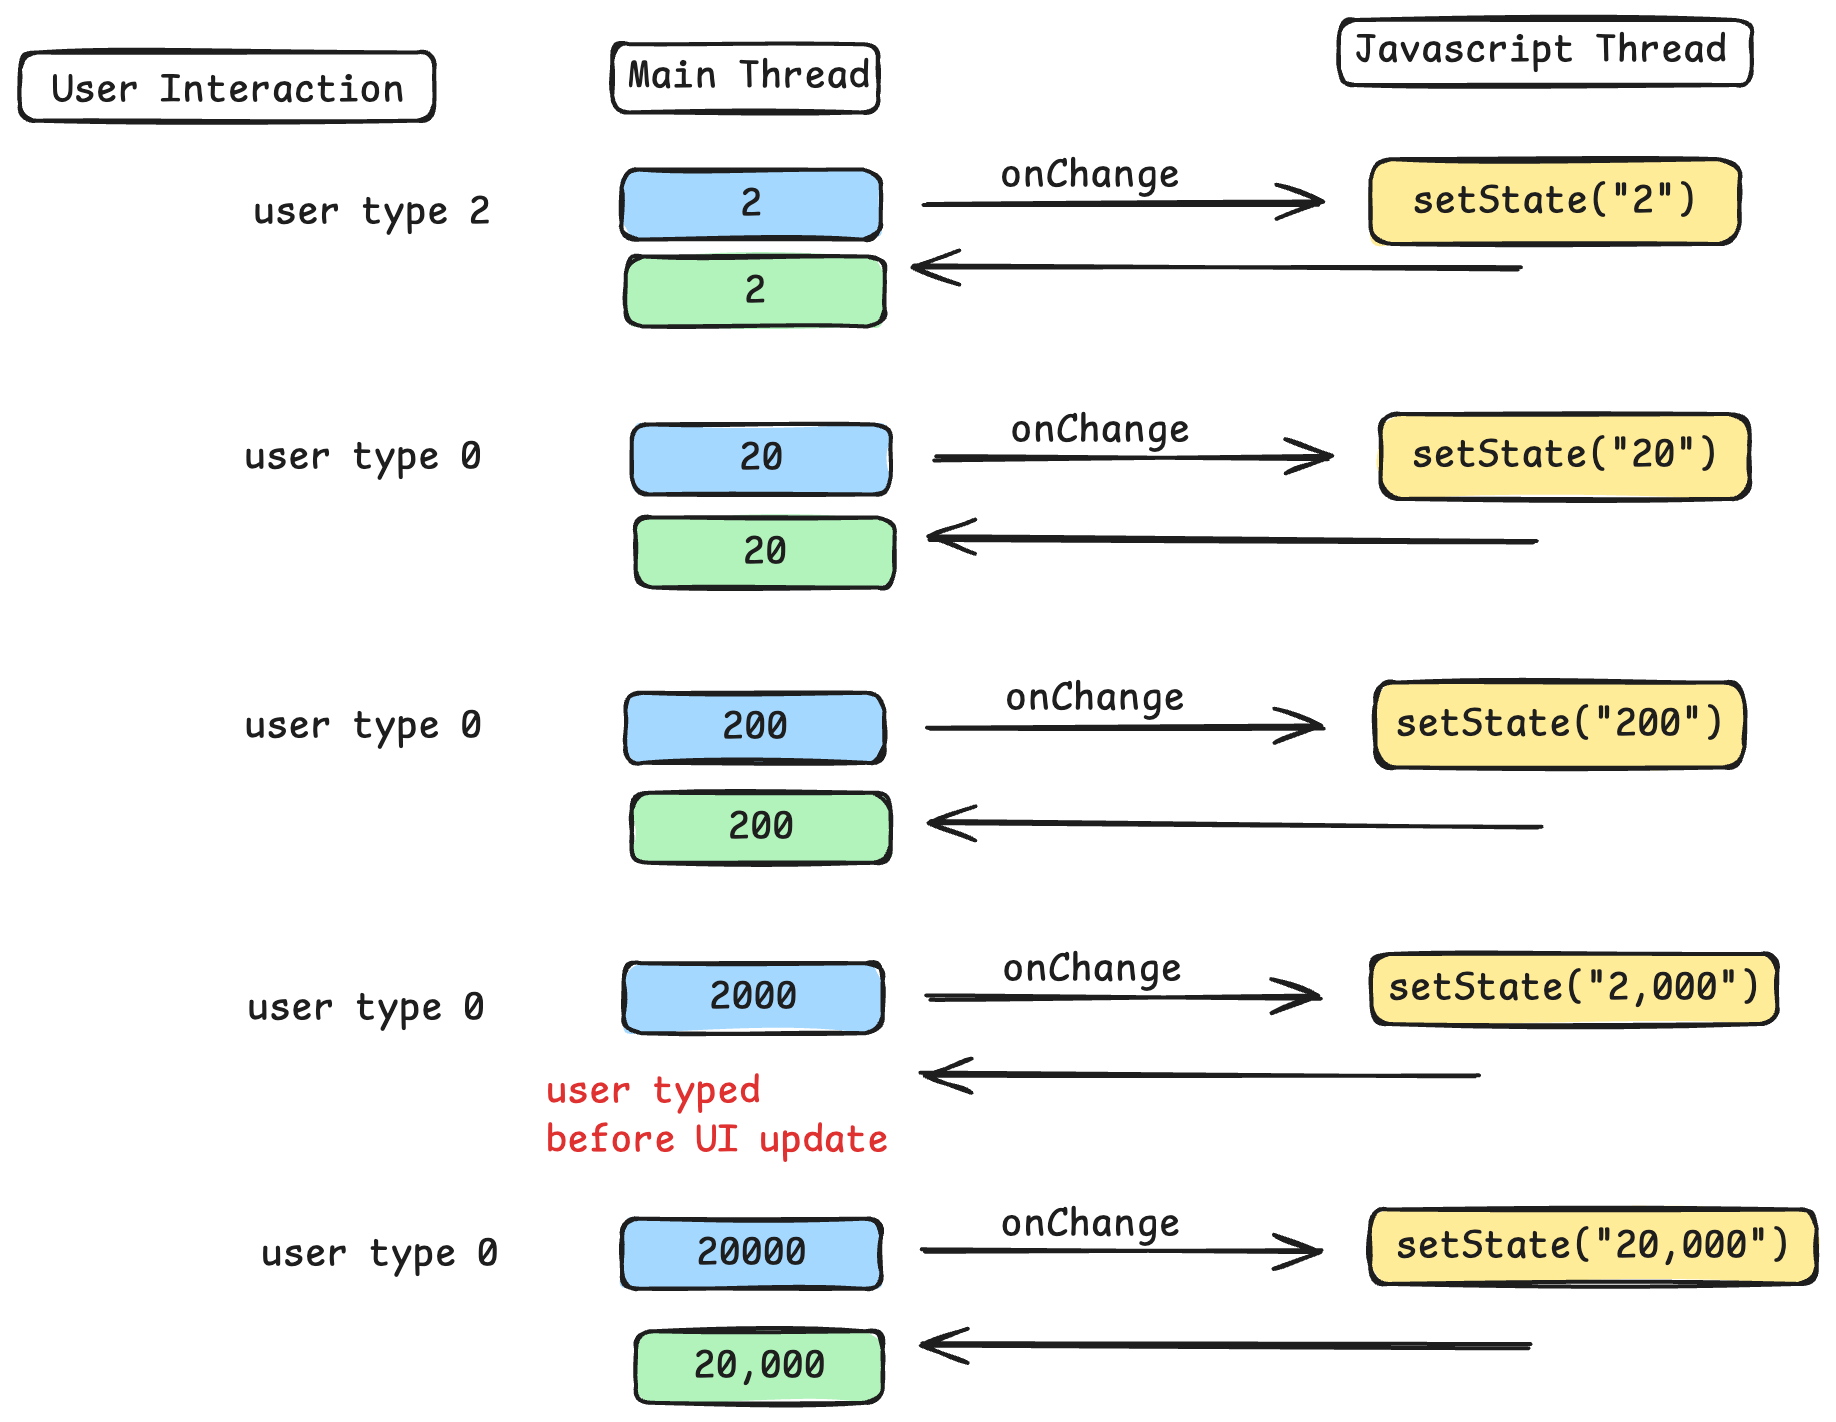 User Interaction
Main Thread
Javascript Thread
user type 2
2
onChange
setState("2")
2
user type 0
20
onChange
setState("20")
20
user type 0
200
onChange
setState("200")
200
user type 0
2000
onChange
setState("2,000")
user typed
before UI update
user type 0
20000
onChange
setState("20,000")
20,000